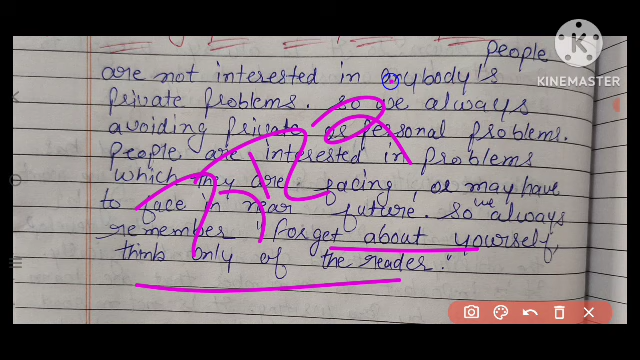 People
KINEMASTER
are not interested in anybody's
private problems. So we always
avoiding private or personal problems.
People are interested in problems
which they are facing, or may have
to face in near future. So we always
remember "Forget about yourself,
think only of the reader."